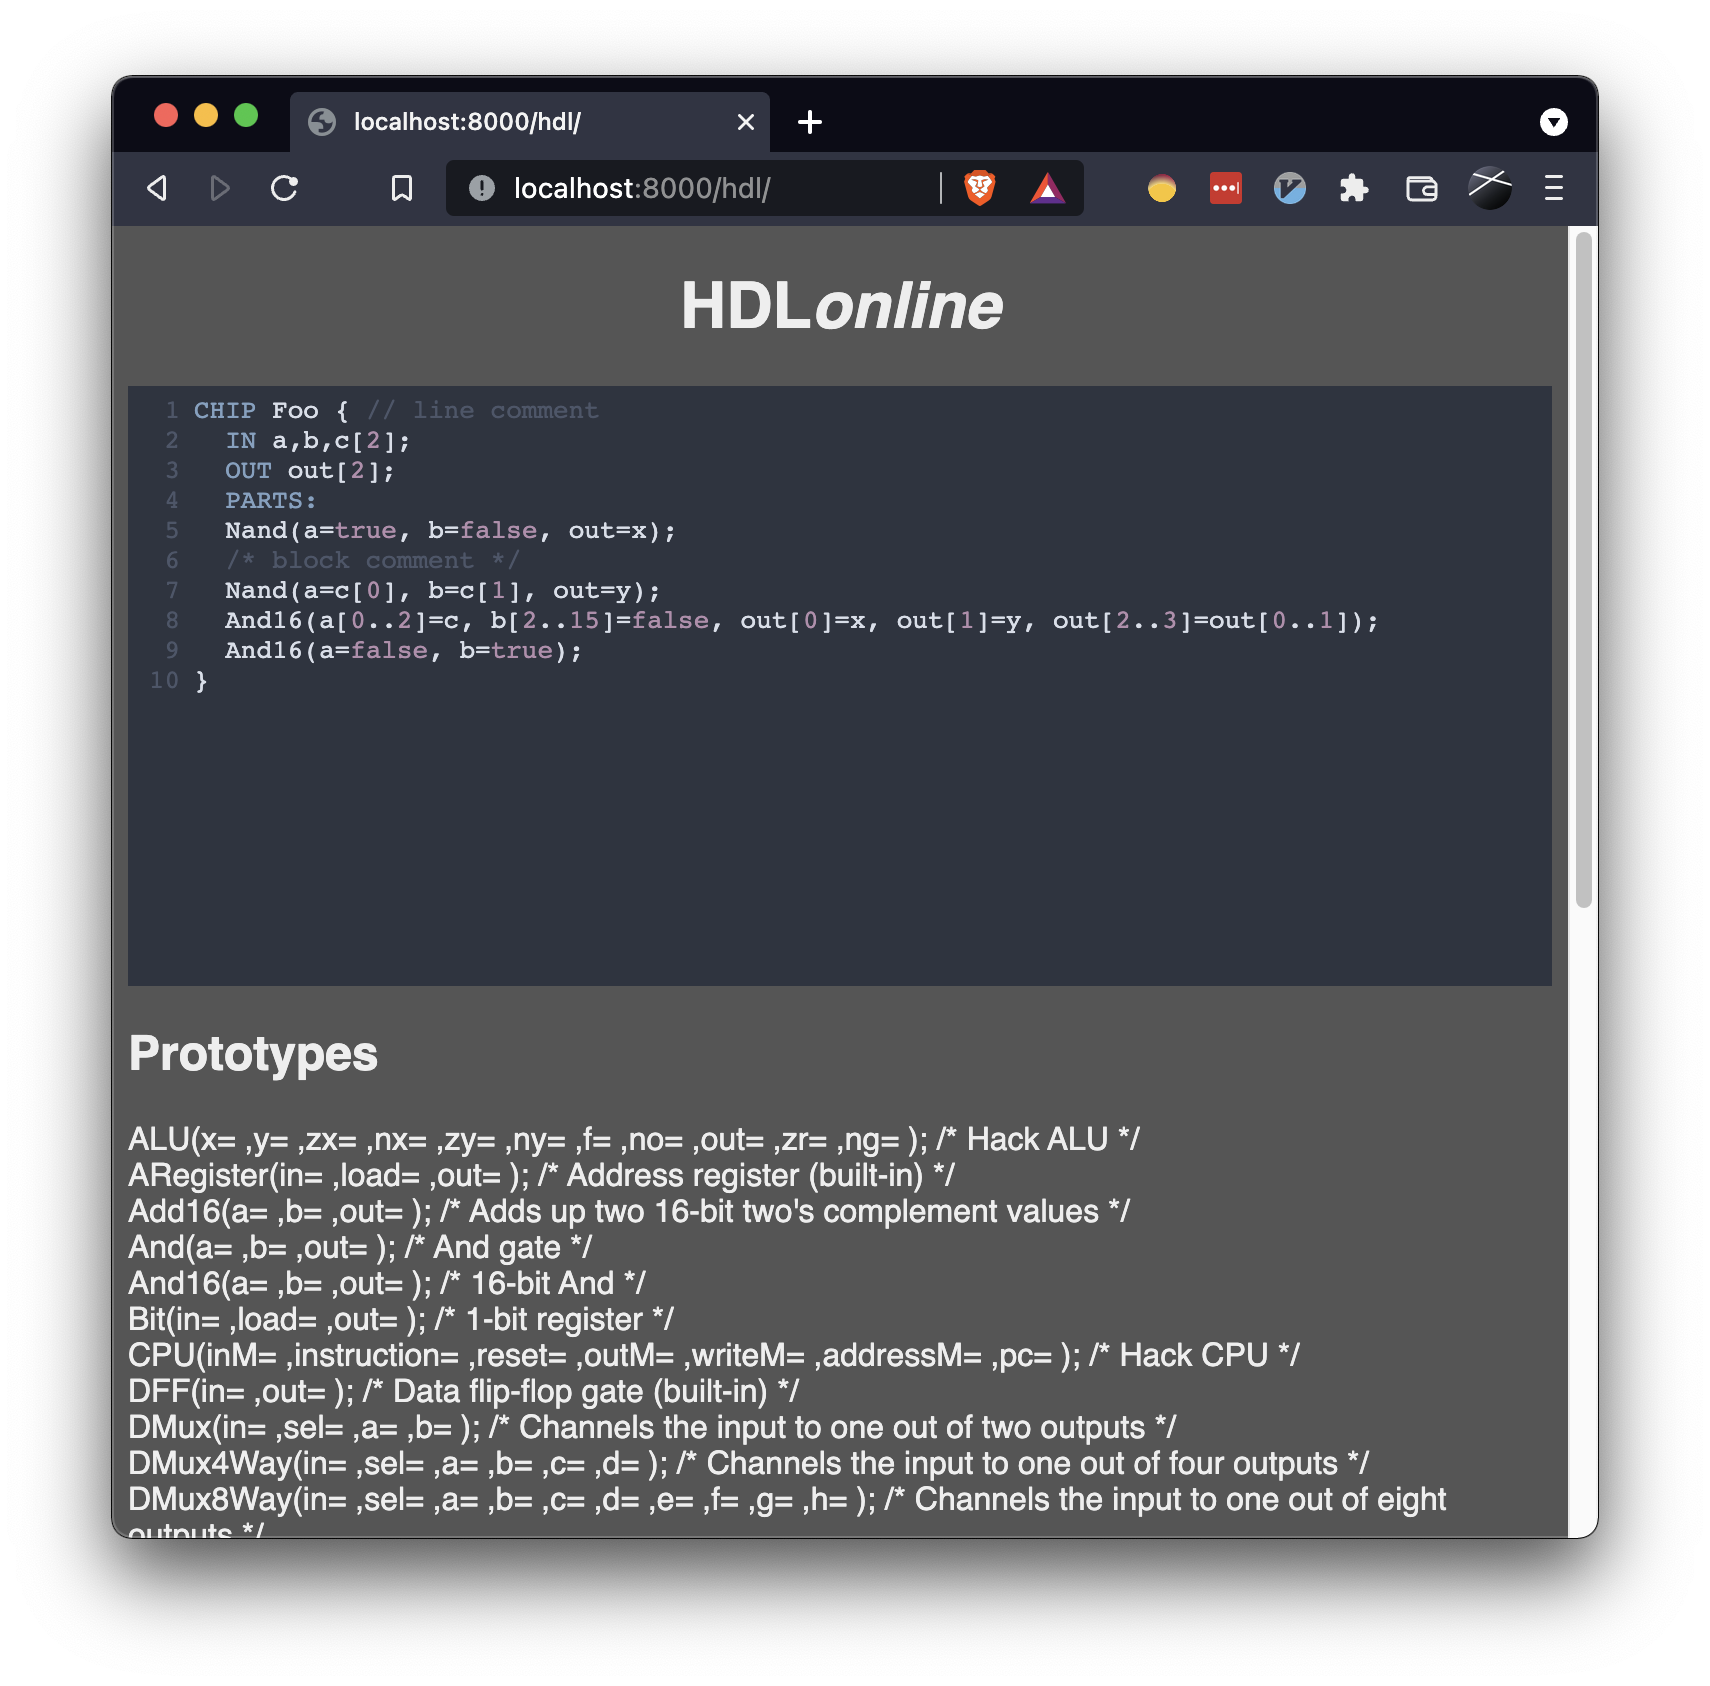 localhost:8000/hdl/
localhost:8000/hdl/
HDLonline
1 CHIP Foo { // line comment
2 IN a,b,c[2];
3 OUT out[2];
4 PARTS:
5 Nand(a=true, b=false, out=x);
6 /* block comment */
7 Nand(a=c[0], b=c[1], out=y);
8 And16(a[0..2]=c, b[2..15]=false, out[0]=x, out[1]=y, out[2..3]=out[0..1]);
9 And16(a=false, b=true);
10 }
Prototypes
ALU(x= ,y= ,zx= ,nx= ,zy= ,ny= ,f= ,no= ,out= ,zr= ,ng= ); /* Hack ALU */
ARegister(in= ,load= ,out= ); /* Address register (built-in) */
Add16(a= ,b= ,out= ); /* Adds up two 16-bit two's complement values */
And(a= ,b= ,out= ); /* And gate */
And16(a= ,b= ,out= ); /* 16-bit And */
Bit(in= ,load= ,out= ); /* 1-bit register */
CPU(inM= ,instruction= ,reset= ,outM= ,writeM= ,addressM= ,pc= ); /* Hack CPU */
DFF(in= ,out= ); /* Data flip-flop gate (built-in) */
DMux(in= ,sel= ,a= ,b= ); /* Channels the input to one out of two outputs */
DMux4Way(in= ,sel= ,a= ,b= ,c= ,d= ); /* Channels the input to one out of four outputs */
DMux8Way(in= ,sel= ,a= ,b= ,c= ,d= ,e= ,f= ,g= ,h= ); /* Channels the input to one out of eight
outputs */